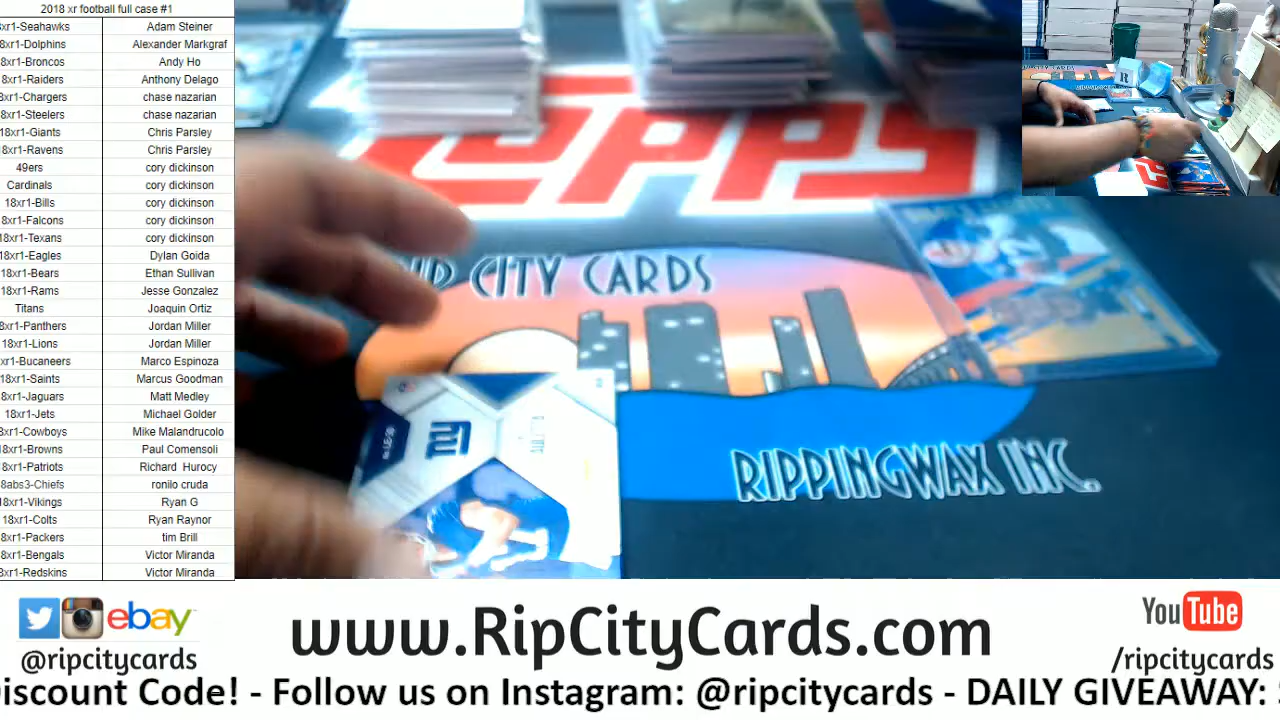 2018 xr football full case #1
8xr1-Seahawks Adam Steiner
8xr1-Dolphins Alexander Markgraf
8xr1-Broncos Andy Ho
8xr1-Raiders Anthony Delago
8xr1-Chargers chase nazarian
8xr1-Steelers chase nazarian
18xr1-Giants Chris Parsley
18xr1-Ravens Chris Parsley
49ers cory dickinson
Cardinals cory dickinson
18xr1-Bills cory dickinson
8xr1-Falcons cory dickinson
18xr1-Texans cory dickinson
18xr1-Eagles Dylan Goida
18xr1-Bears Ethan Sullivan
18xr1-Rams Jesse Gonzalez
Titans Joaquin Ortiz
8xr1-Panthers Jordan Miller
18xr1-Lions Jordan Miller
xr1-Bucaneers Marco Espinoza
18xr1-Saints Marcus Goodman
8xr1-Jaguars Matt Medley
18xr1-Jets Michael Golder
8xr1-Cowboys Mike Malandrucolo
18xr1-Browns Paul Comensoli
8xr1-Patriots Richard Hurocy
8abs3-Chiefs ronilo cruda
18xr1-Vikings Ryan G
18xr1-Colts Ryan Raynor
8xr1-Packers tim Brill
8xr1-Bengals Victor Miranda
8xr1-Redskins Victor Miranda
TOPPS
RIP CITY CARDS
RIPPINGWAX INC.
ebay
@ripcitycards
www.RipCityCards.com
YouTube
/ripcitycards
Discount Code! - Follow us on Instagram: @ripcitycards - DAILY GIVEAWAY: